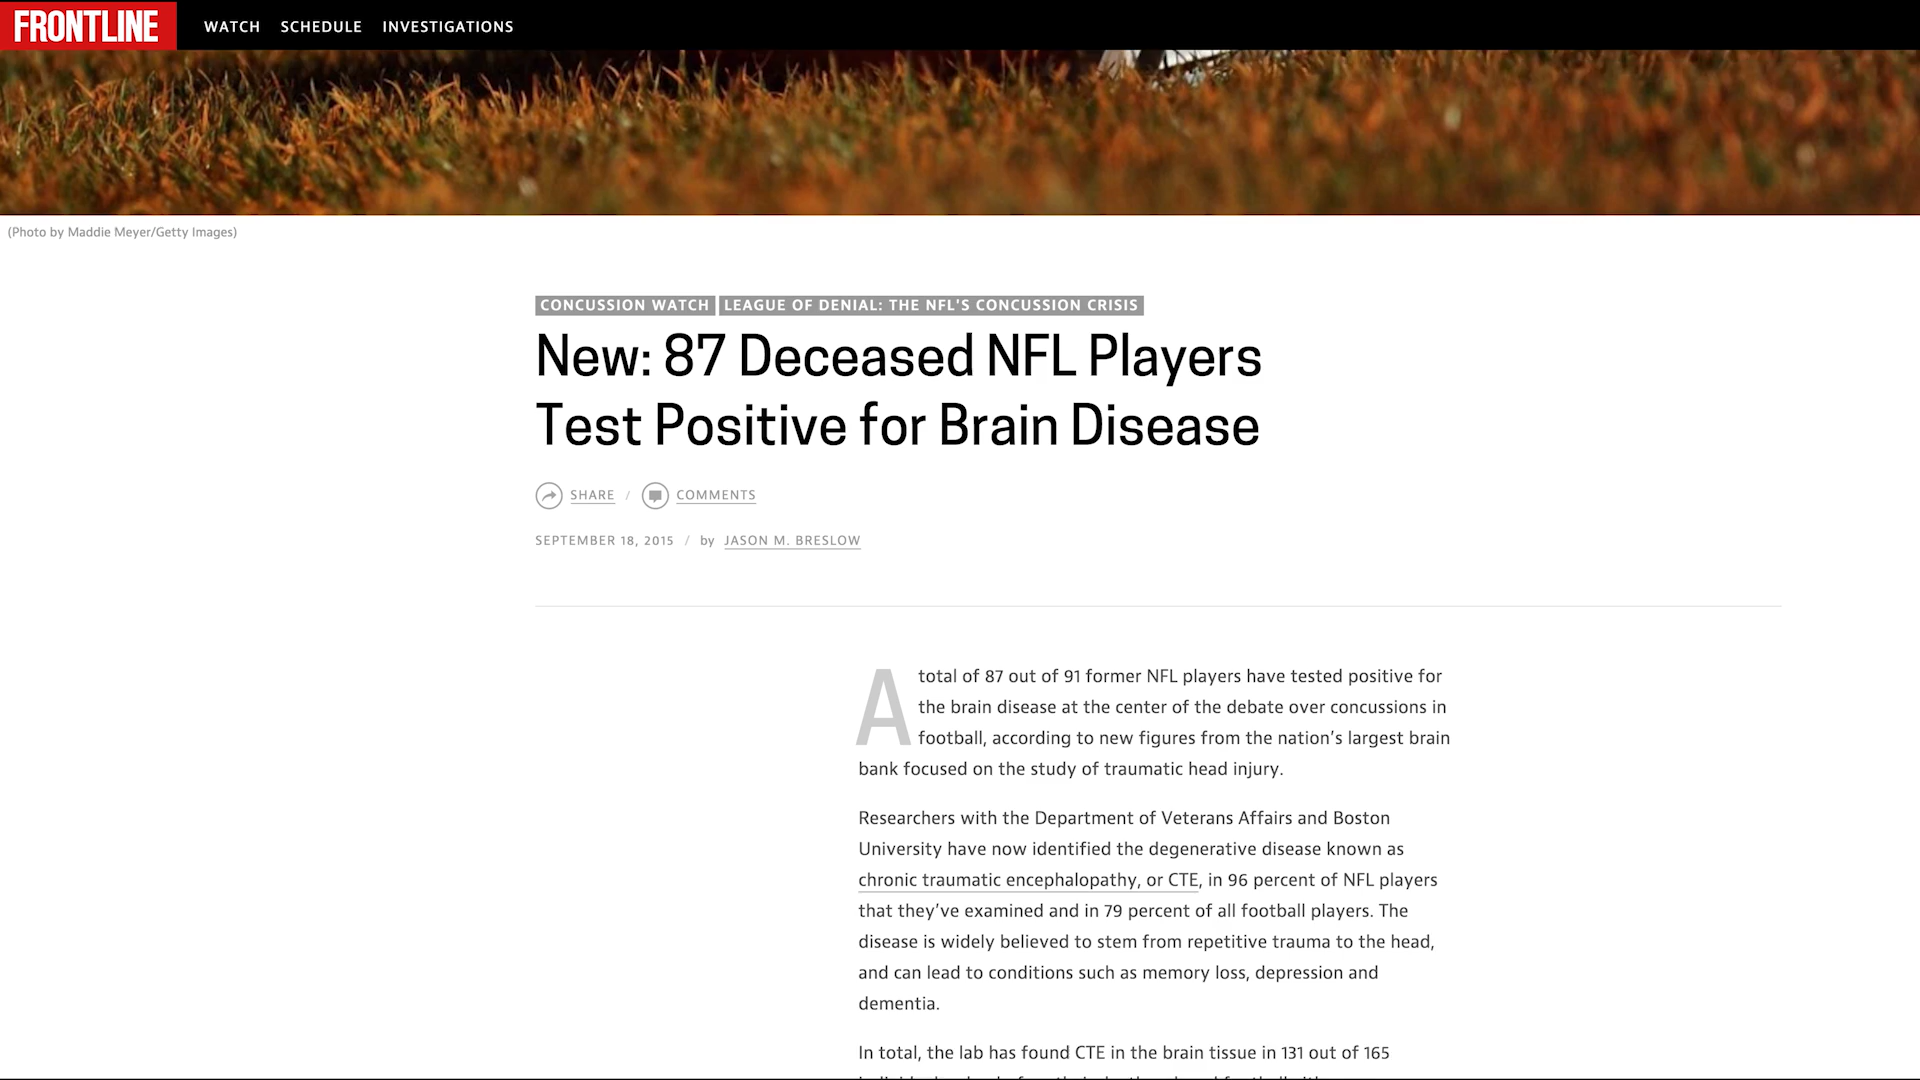 FRONTLINE WATCH SCHEDULE INVESTIGATIONS
(Photo by Maddie Meyer/Getty Images)
CONCUSSION WATCH LEAGUE OF DENIAL: THE NFL'S CONCUSSION CRISIS
New: 87 Deceased NFL Players
Test Positive for Brain Disease
SHARE / COMMENTS
SEPTEMBER 18, 2015 / by JASON M. BRESLOW
A total of 87 out of 91 former NFL players have tested positive for
the brain disease at the center of the debate over concussions in
football, according to new figures from the nation's largest brain
bank focused on the study of traumatic head injury.
Researchers with the Department of Veterans Affairs and Boston
University have now identified the degenerative disease known as
chronic traumatic encephalopathy, or CTE, in 96 percent of NFL players
that they've examined and in 79 percent of all football players. The
disease is widely believed to stem from repetitive trauma to the head,
and can lead to conditions such as memory loss, depression and
dementia.
In total, the lab has found CTE in the brain tissue in 131 out of 165